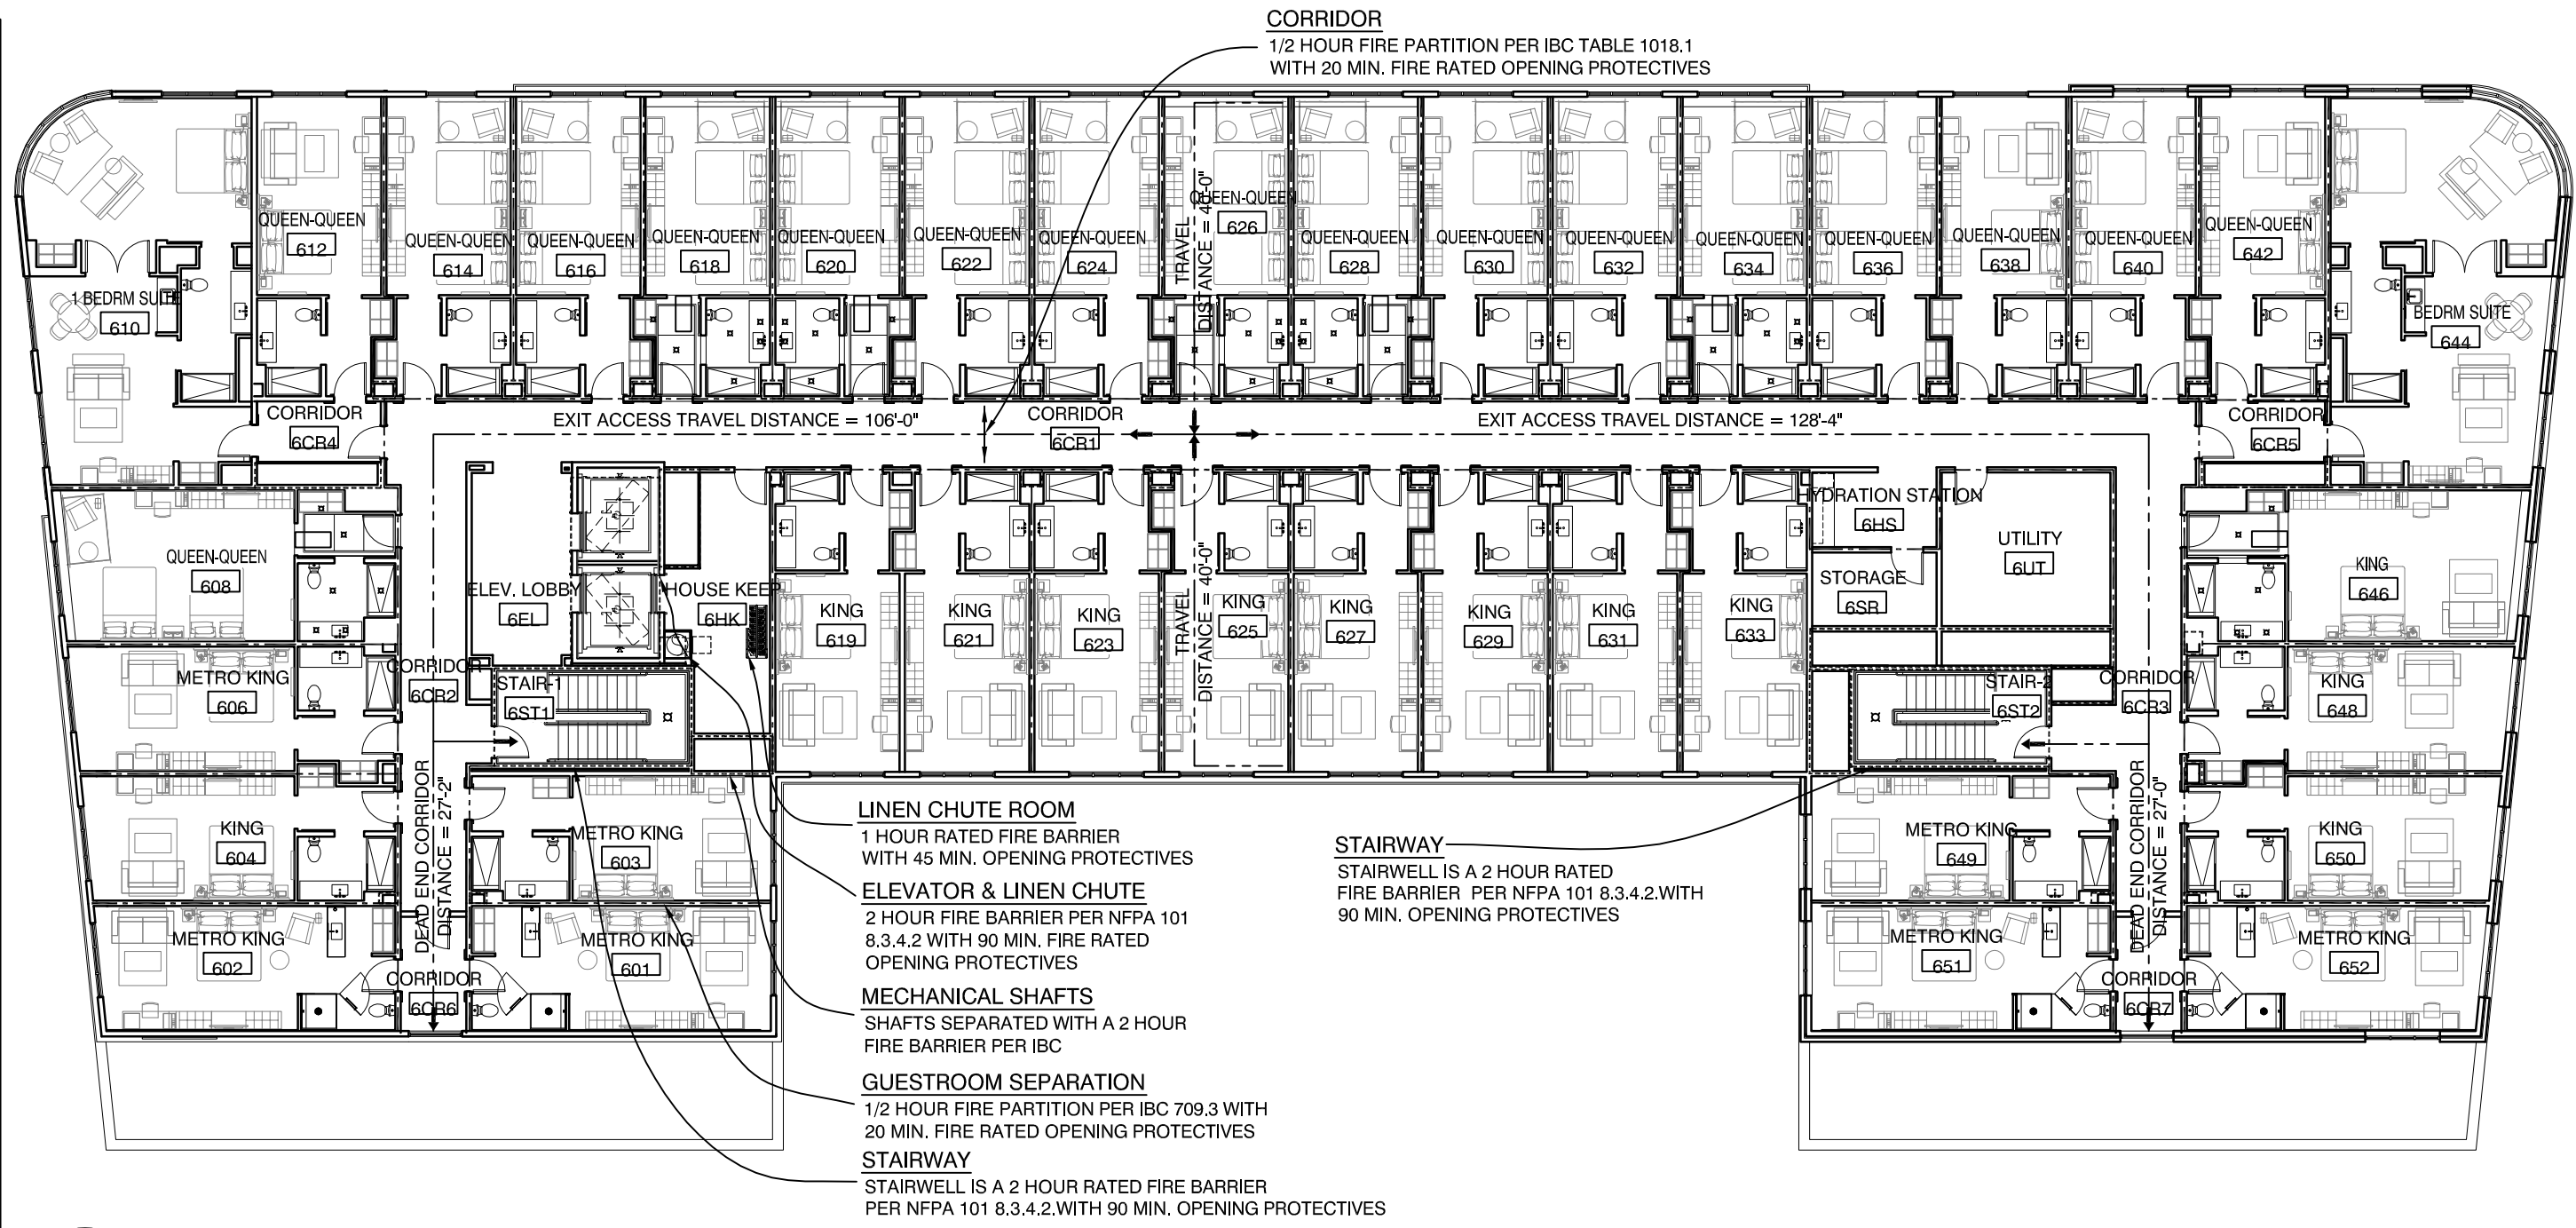 CORRIDOR
1/2 HOUR FIRE PARTITION PER IBC TABLE 1018.1
WITH 20 MIN. FIRE RATED OPENING PROTECTIVES
1 BEDRM SUITE
610
QUEEN-QUEEN
612
QUEEN-QUEEN
614
QUEEN-QUEEN
616
QUEEN-QUEEN
618
QUEEN-QUEEN
620
QUEEN-QUEEN
622
QUEEN-QUEEN
624
QUEEN-QUEEN
626
QUEEN-QUEEN
628
QUEEN-QUEEN
630
QUEEN-QUEEN
632
QUEEN-QUEEN
634
QUEEN-QUEEN
636
QUEEN-QUEEN
638
QUEEN-QUEEN
640
QUEEN-QUEEN
642
BEDRM SUITE
644
TRAVEL
DISTANCE = 40'-0"
CORRIDOR
6CR4
EXIT ACCESS TRAVEL DISTANCE = 106'-0"
CORRIDOR
6CR1
EXIT ACCESS TRAVEL DISTANCE = 128'-4"
CORRIDOR
6CR5
QUEEN-QUEEN
608
ELEV. LOBBY
6EL
HOUSE KEEP
6HK
KING
619
KING
621
KING
623
TRAVEL
DISTANCE = 40'-0"
KING
625
KING
627
KING
629
KING
631
KING
633
HYDRATION STATION
6HS
STORAGE
6SR
UTILITY
6UT
KING
646
METRO KING
606
CORRIDOR
6CR2
STAIR-1
6ST1
STAIR-2
6ST2
CORRIDOR
6CR3
KING
648
KING
604
DEAD END CORRIDOR
DISTANCE = 27'-2"
METRO KING
603
METRO KING
649
DEAD END CORRIDOR
DISTANCE = 27'-0"
KING
650
METRO KING
602
CORRIDOR
6CR6
METRO KING
601
METRO KING
651
CORRIDOR
6CR7
METRO KING
652
LINEN CHUTE ROOM
1 HOUR RATED FIRE BARRIER
WITH 45 MIN. OPENING PROTECTIVES
ELEVATOR & LINEN CHUTE
2 HOUR FIRE BARRIER PER NFPA 101
8.3.4.2 WITH 90 MIN. FIRE RATED
OPENING PROTECTIVES
MECHANICAL SHAFTS
SHAFTS SEPARATED WITH A 2 HOUR
FIRE BARRIER PER IBC
GUESTROOM SEPARATION
1/2 HOUR FIRE PARTITION PER IBC 709.3 WITH
20 MIN. FIRE RATED OPENING PROTECTIVES
STAIRWAY
STAIRWELL IS A 2 HOUR RATED FIRE BARRIER
PER NFPA 101 8.3.4.2.WITH 90 MIN. OPENING PROTECTIVES
STAIRWAY
STAIRWELL IS A 2 HOUR RATED
FIRE BARRIER PER NFPA 101 8.3.4.2.WITH
90 MIN. OPENING PROTECTIVES